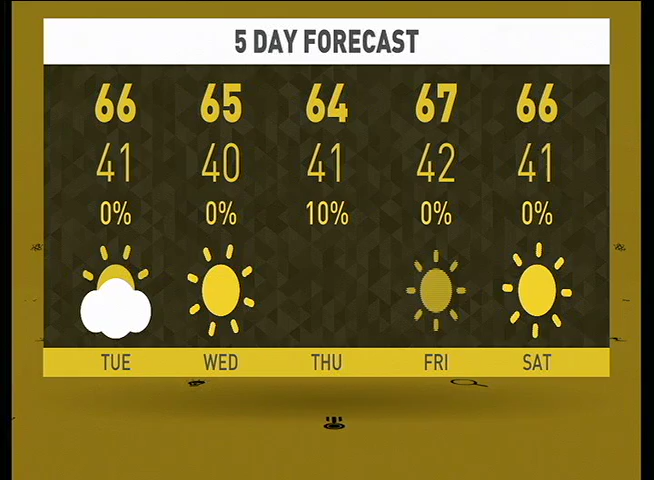 5 DAY FORECAST
66 65 64 67 66
41 40 41 42 41
0% 0% 10% 0% 0%
TUE WED THU FRI SAT